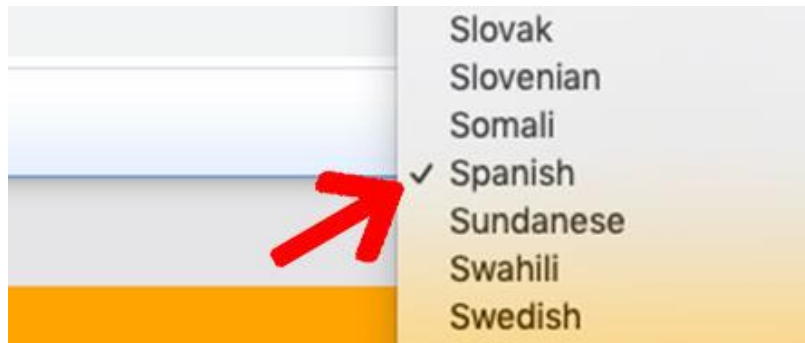 Slovak
Slovenian
Somali
✓ Spanish
Sundanese
Swahili
Swedish